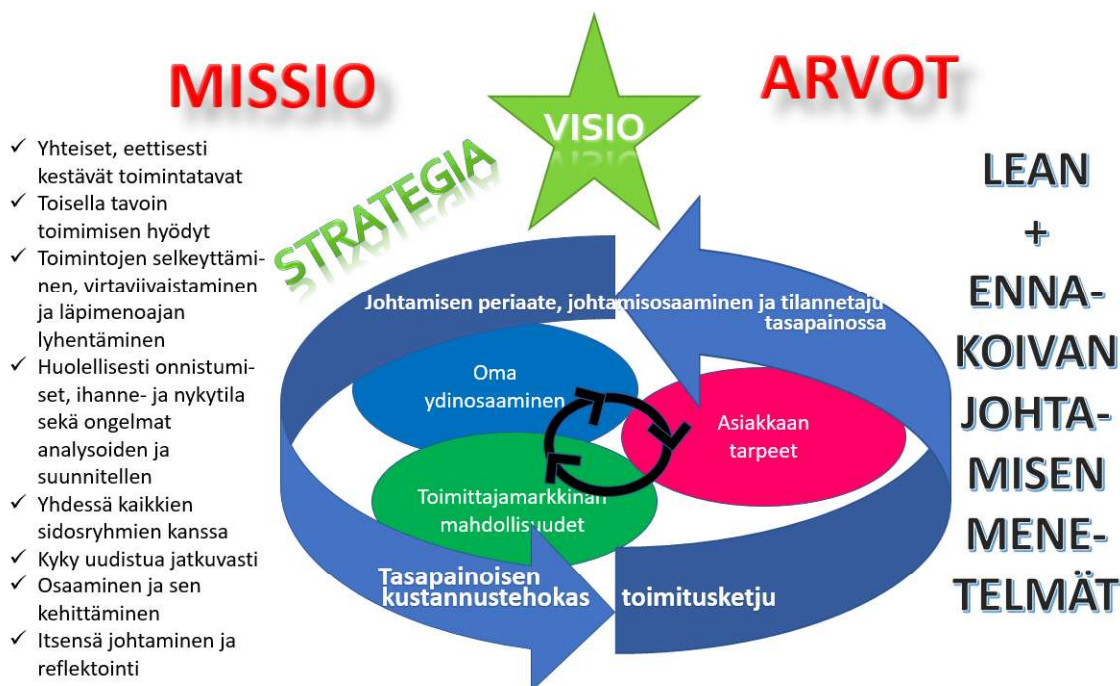 MISSIO
ARVOT
VISIO
STRATEGIA
✓ Yhteiset, eettisesti
kestävät toimintatavat
✓ Toisella tavoin
toimimisen hyödyt
✓ Toimintojen selkeyttämi-
nen, virtaviivaistaminen
ja läpimenoajan
lyhentäminen
✓ Huolellisesti onnistumi-
set, ihanne- ja nykytila
sekä ongelmat
analysoiden ja
suunnitellen
✓ Yhdessä kaikkien
sidosryhmien kanssa
✓ Kyky uudistua jatkuvasti
✓ Osaaminen ja sen
kehittäminen
✓ Itsensä johtaminen ja
reflektointi
Johtamisen periaate, johtamisosaaminen ja tilannetaju
tasapainossa
Oma
ydinosaaminen
Asiakkaan
tarpeet
Toimittajamarkkinan
mahdollisuudet
Tasapainoisen
kustannustehokas toimitusketju
LEAN
+
ENNA-
KOIVAN
JOHTA-
MISEN
MENE-
TELMÄT